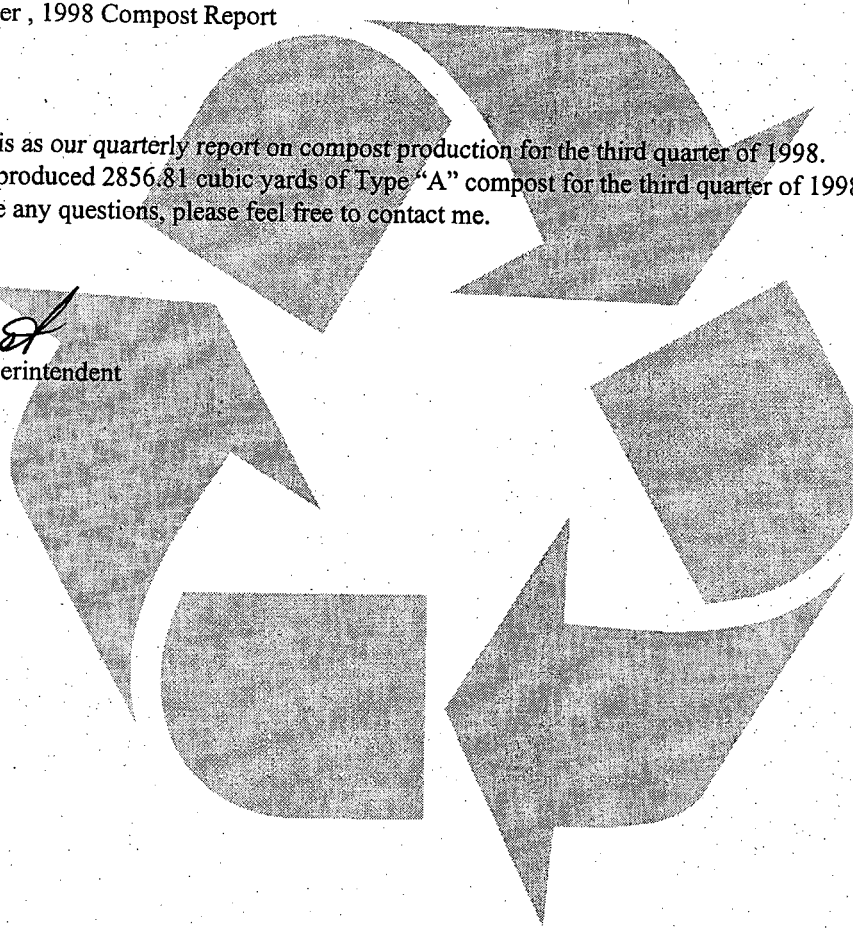 er , 1998 Compost Report
is as our quarterly report on compost production for the third quarter of 1998.
produced 2856.81 cubic yards of Type “A” compost for the third quarter of 1998
e any questions, please feel free to contact me.
erintendent